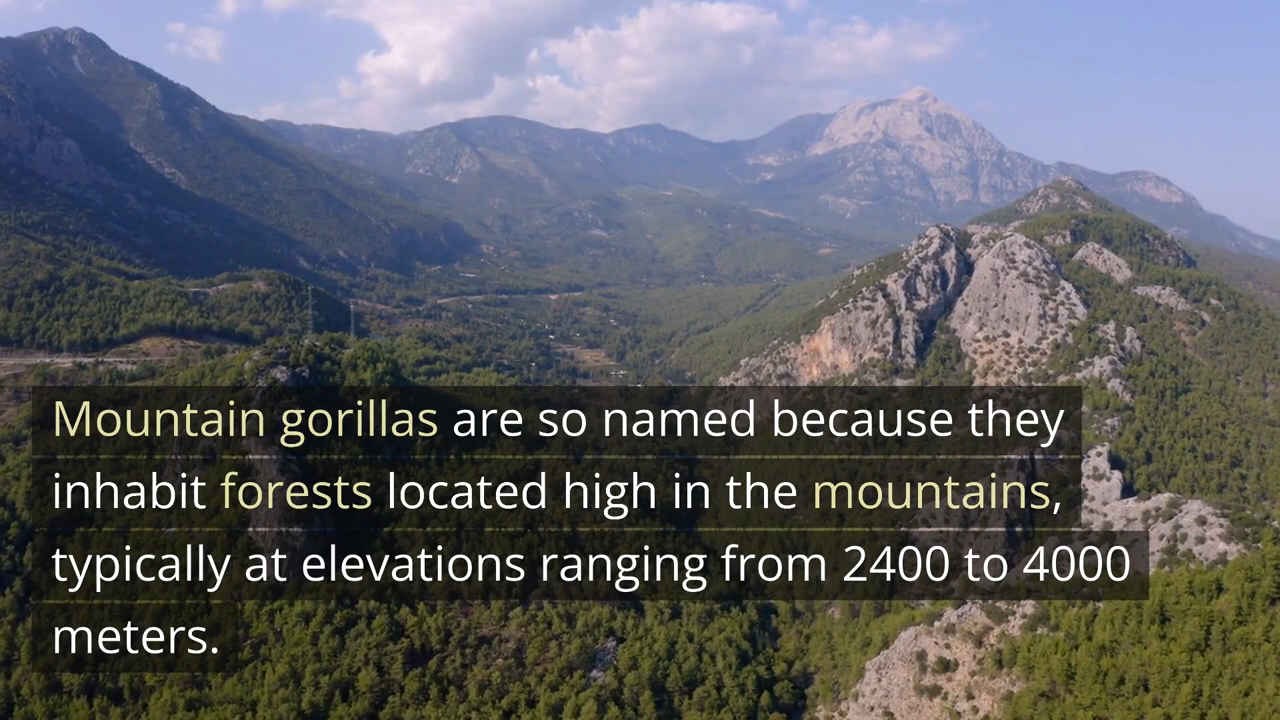 Mountain gorillas are so named because they
inhabit forests located high in the mountains,
typically at elevations ranging from 2400 to 4000
meters.